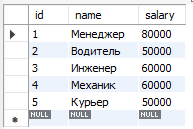 id name salary
1 Менеджер 80000
2 Водитель 50000
3 Инженер 60000
4 Механик 60000
5 Курьер 50000
NULL NULL NULL